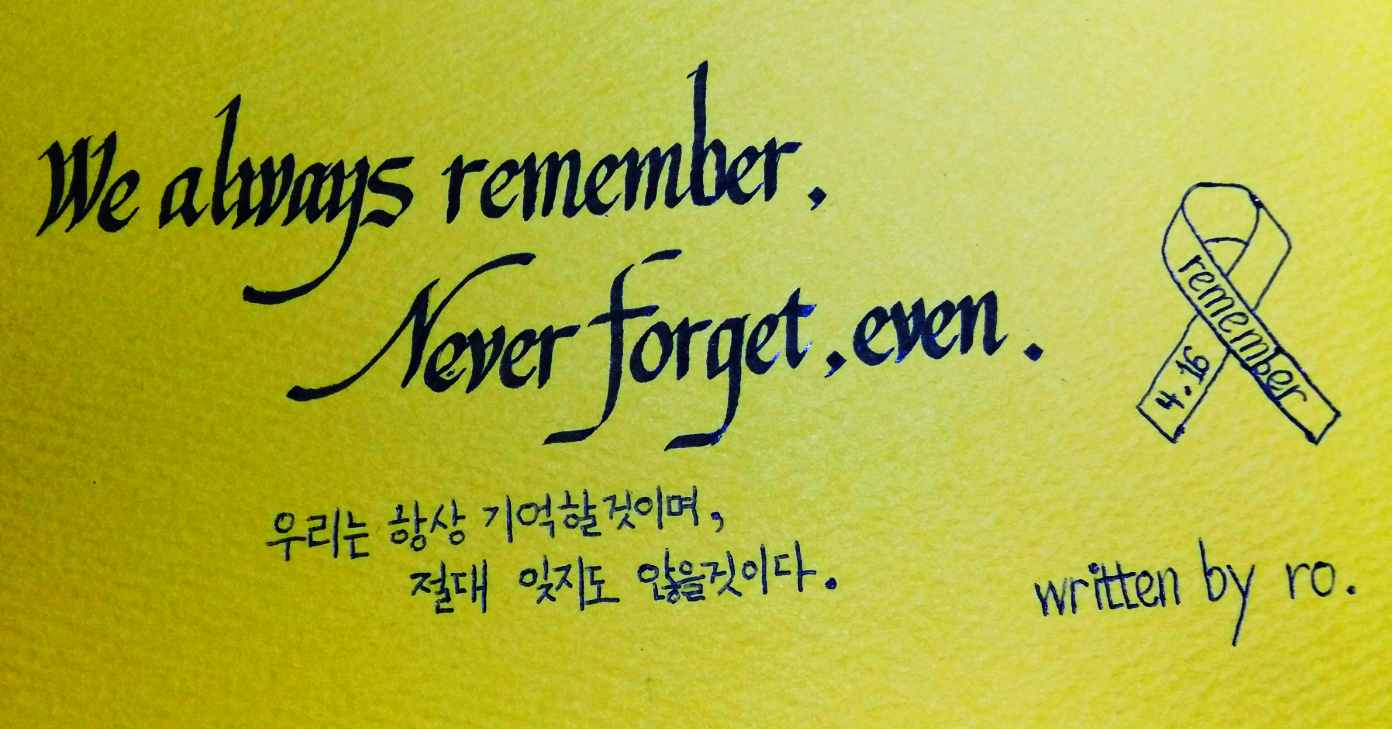 We always remember,
Never forget, even.
remember
4.16
우리는 항상 기억할것이며,
절대 잊지도 않을것이다.
written by ro.